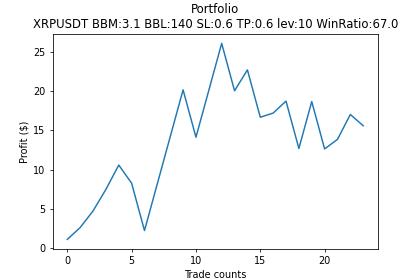 Portfolio
XRPUSDT BBM:3.1 BBL:140 SL:0.6 TP:0.6 lev:10 WinRatio:67.0
25
20
15
10
5
0
Profit ($)
0 5 10 15 20
Trade counts